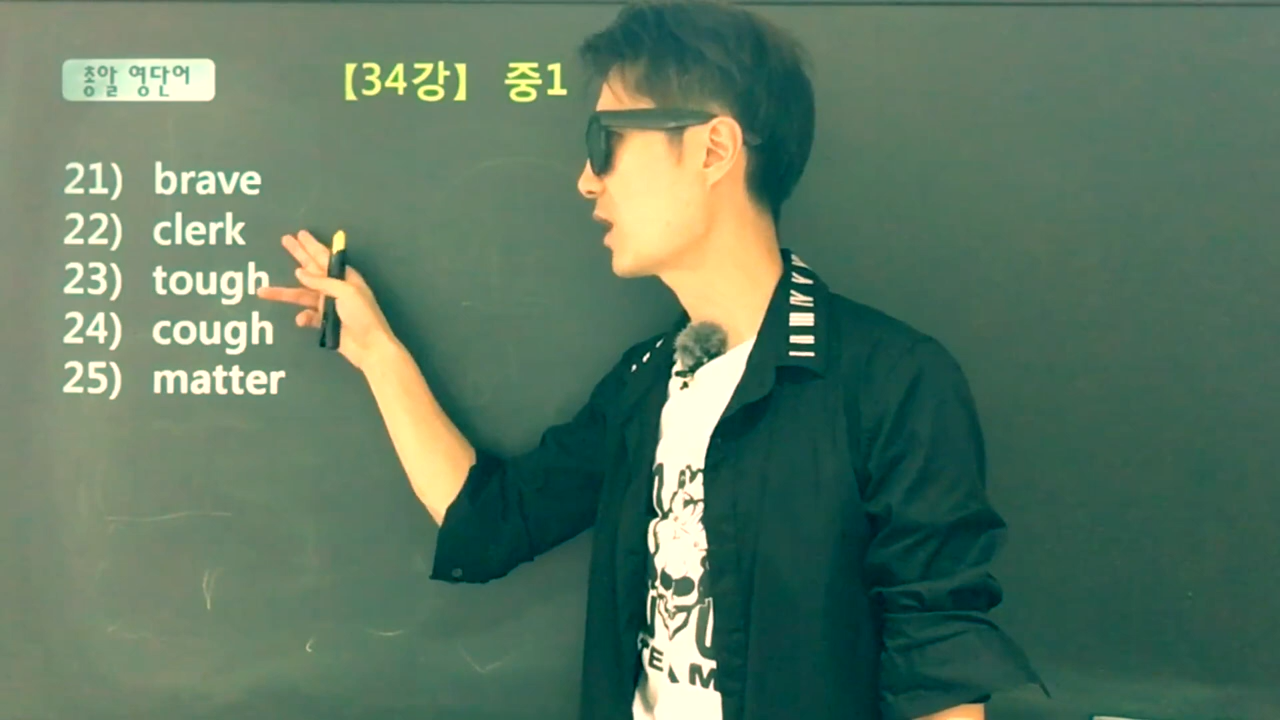 총알 영단어
【34강】 중1
21) brave
22) clerk
23) tough
24) cough
25) matter
TEAM